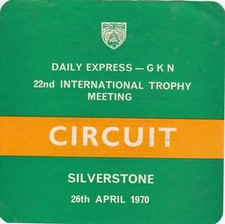 DAILY EXPRESS — G K N
22nd INTERNATIONAL TROPHY
MEETING
CIRCUIT
SILVERSTONE
26th APRIL 1970